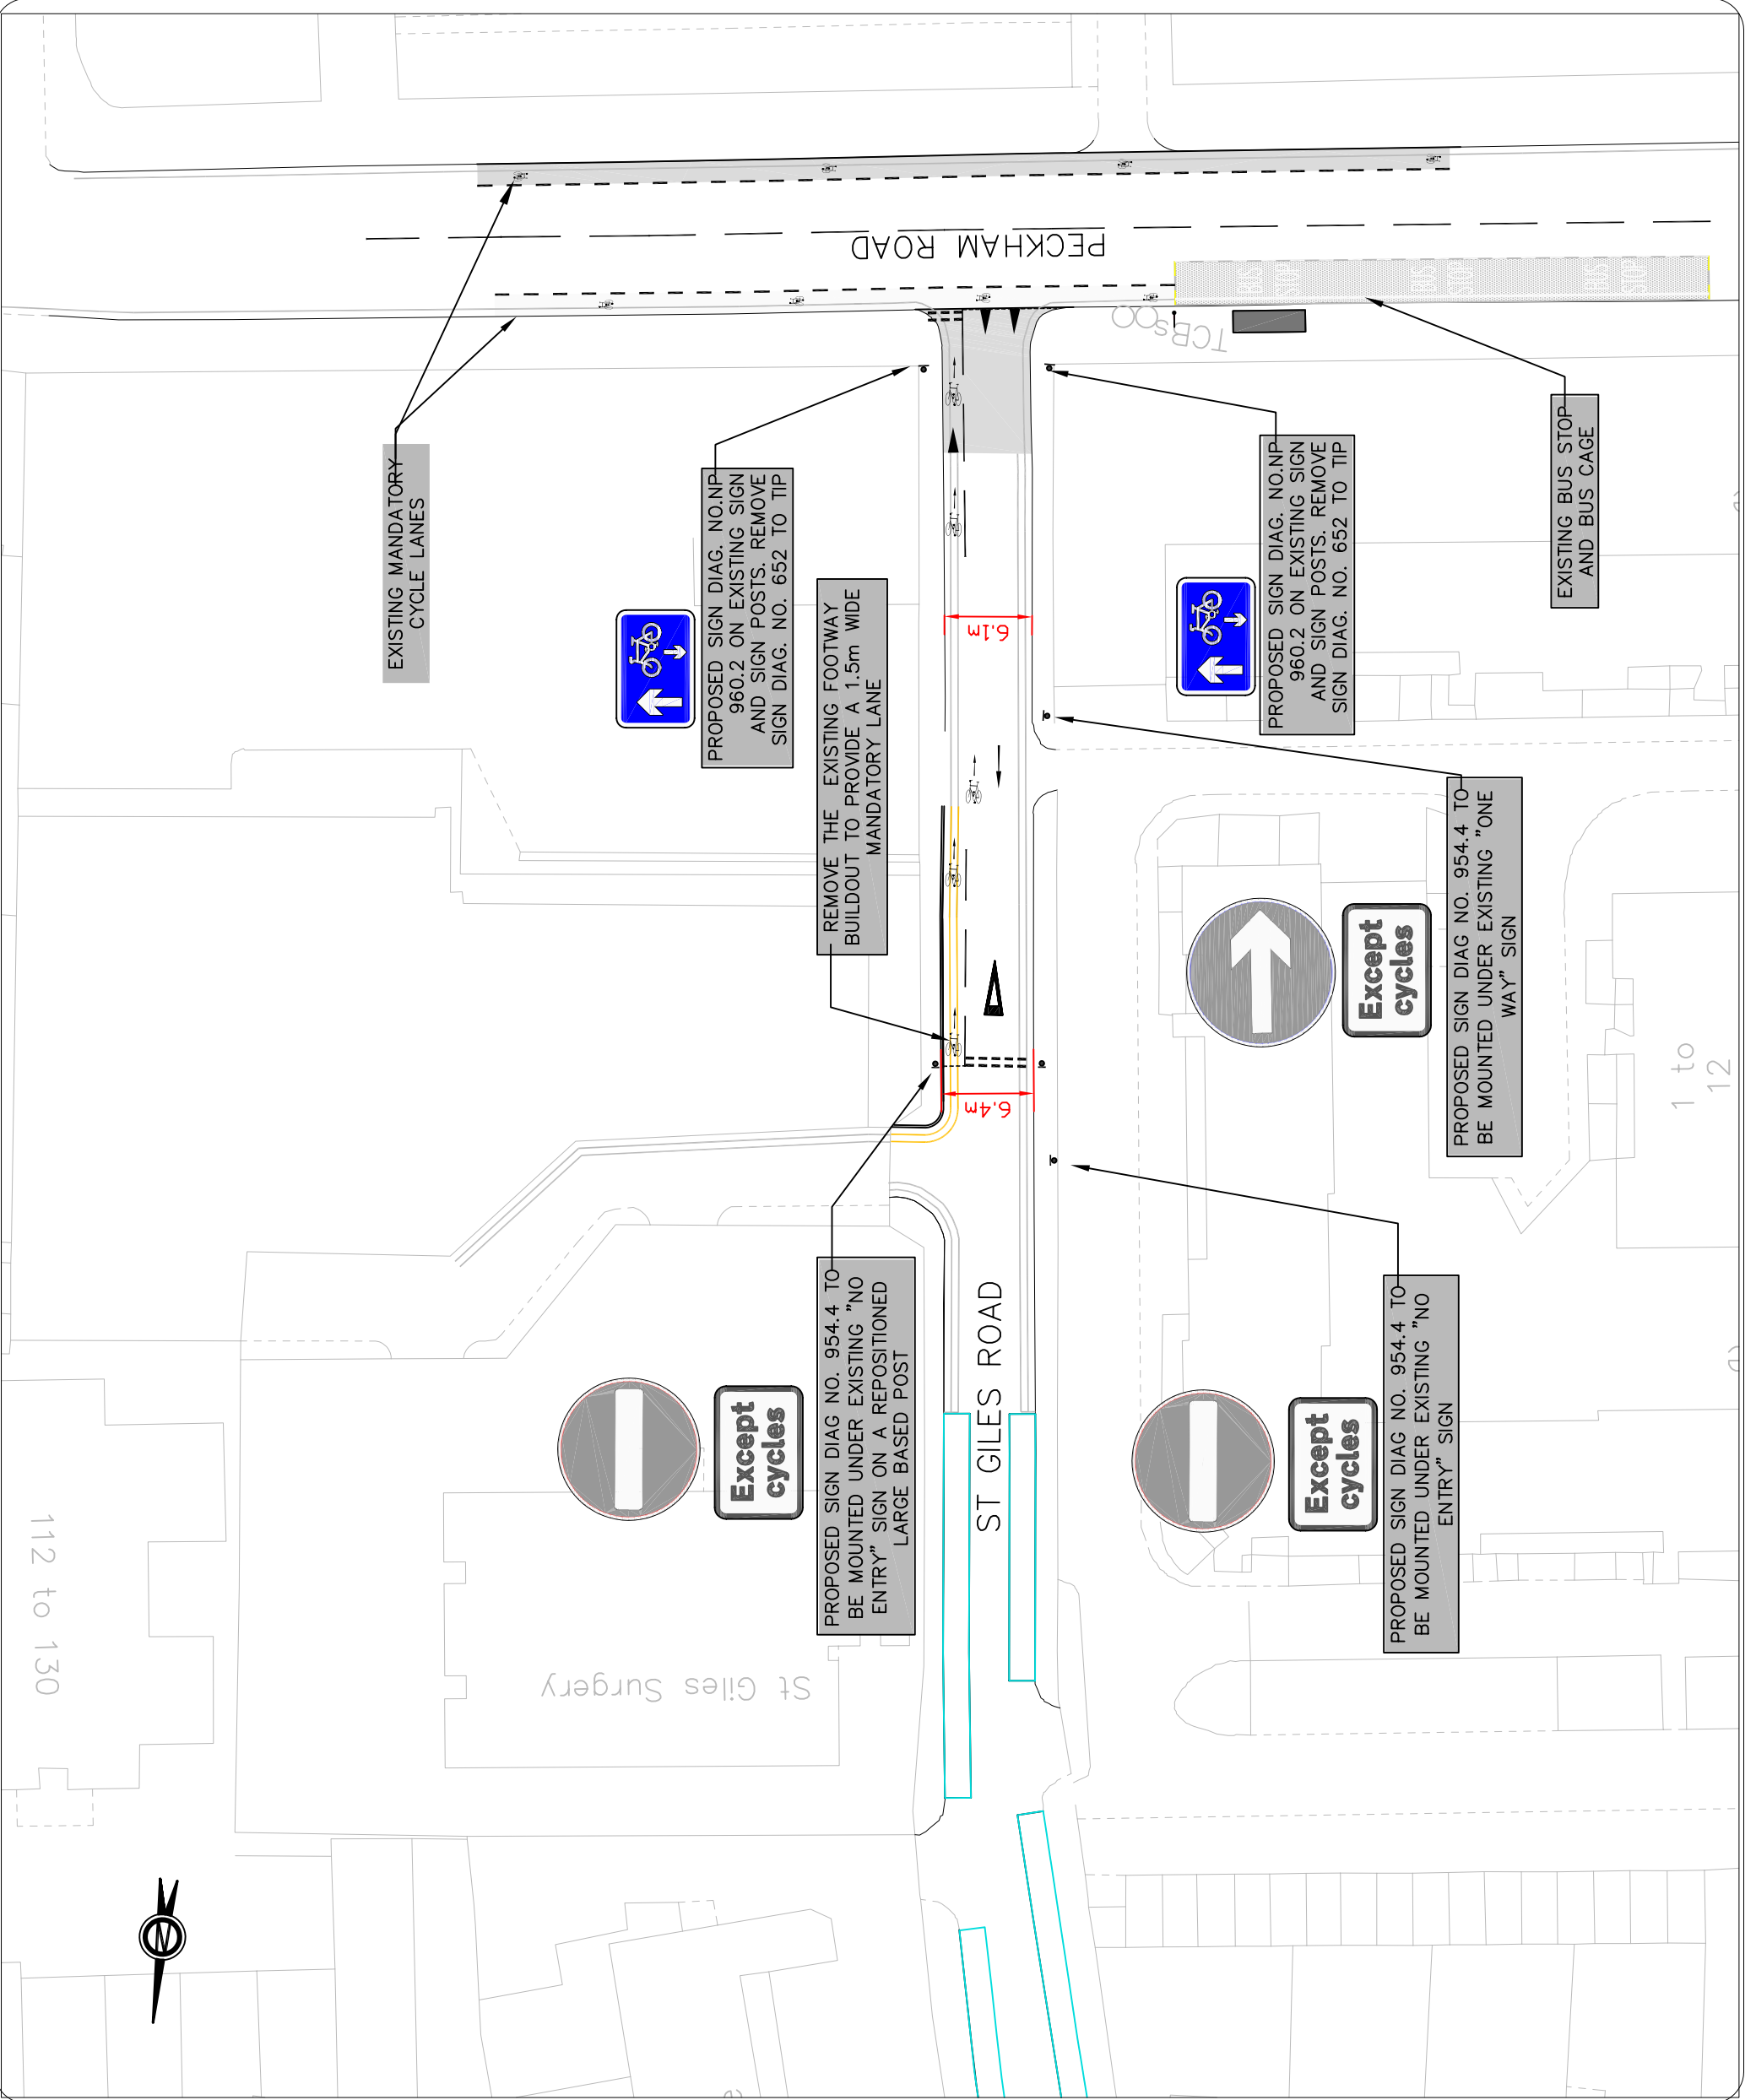 PECKHAM ROAD
BUS
STOP
BUS
STOP
BUS
STOP
TCBs
EXISTING MANDATORY
CYCLE LANES
PROPOSED SIGN DIAG. NO.NP
960.2 ON EXISTING SIGN
AND SIGN POSTS. REMOVE
SIGN DIAG. NO. 652 TO TIP
REMOVE THE EXISTING FOOTWAY
BUILDOUT TO PROVIDE A 1.5m WIDE
MANDATORY LANE
6.1m
PROPOSED SIGN DIAG. NO.NP
960.2 ON EXISTING SIGN
AND SIGN POSTS. REMOVE
SIGN DIAG. NO. 652 TO TIP
EXISTING BUS STOP
AND BUS CAGE
Except
cycles
PROPOSED SIGN DIAG NO. 954.4 TO
BE MOUNTED UNDER EXISTING "ONE
WAY" SIGN
1 to
12
6.4m
Except
cycles
PROPOSED SIGN DIAG NO. 954.4 TO
BE MOUNTED UNDER EXISTING "NO
ENTRY" SIGN ON A REPOSITIONED
LARGE BASED POST
ST GILES ROAD
Except
cycles
PROPOSED SIGN DIAG NO. 954.4 TO
BE MOUNTED UNDER EXISTING "NO
ENTRY" SIGN
112 to 130
St Giles Surgery
N